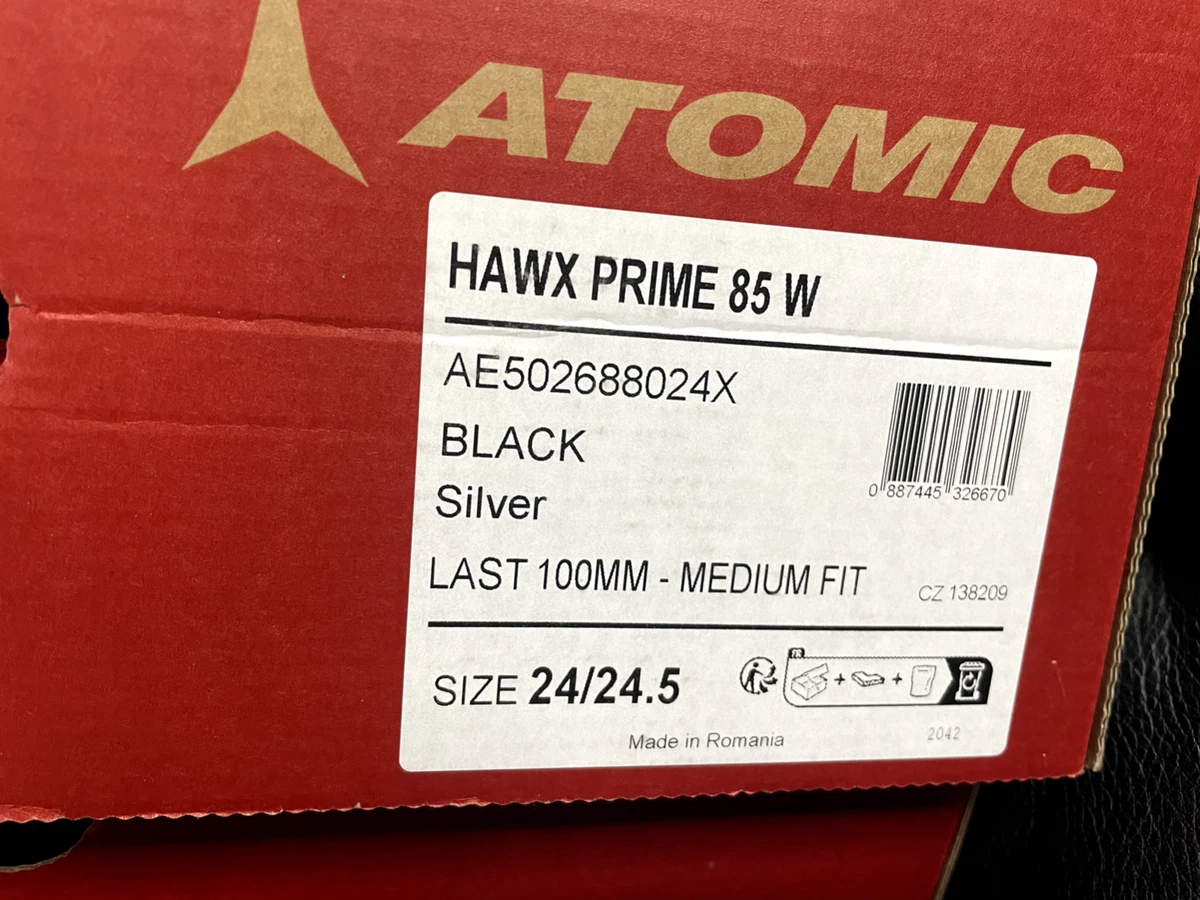 ATOMIC
HAWX PRIME 85 W
AE502688024X
BLACK
Silver
0 887445 326670
LAST 100MM - MEDIUM FIT
CZ 138209
SIZE 24/24.5
FR
+ +
Made in Romania
2042